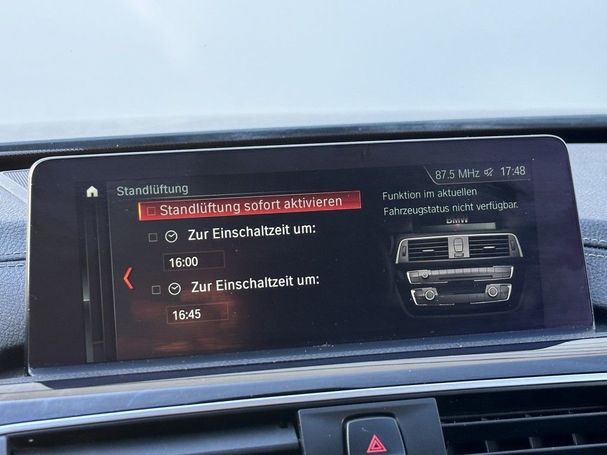 87.5 MHz 17:48
Standlüftung
Standlüftung sofort aktivieren
Funktion im aktuellen
Fahrzeugstatus nicht verfügbar.
BMW
Zur Einschaltzeit um:
16:00
Zur Einschaltzeit um:
16:45